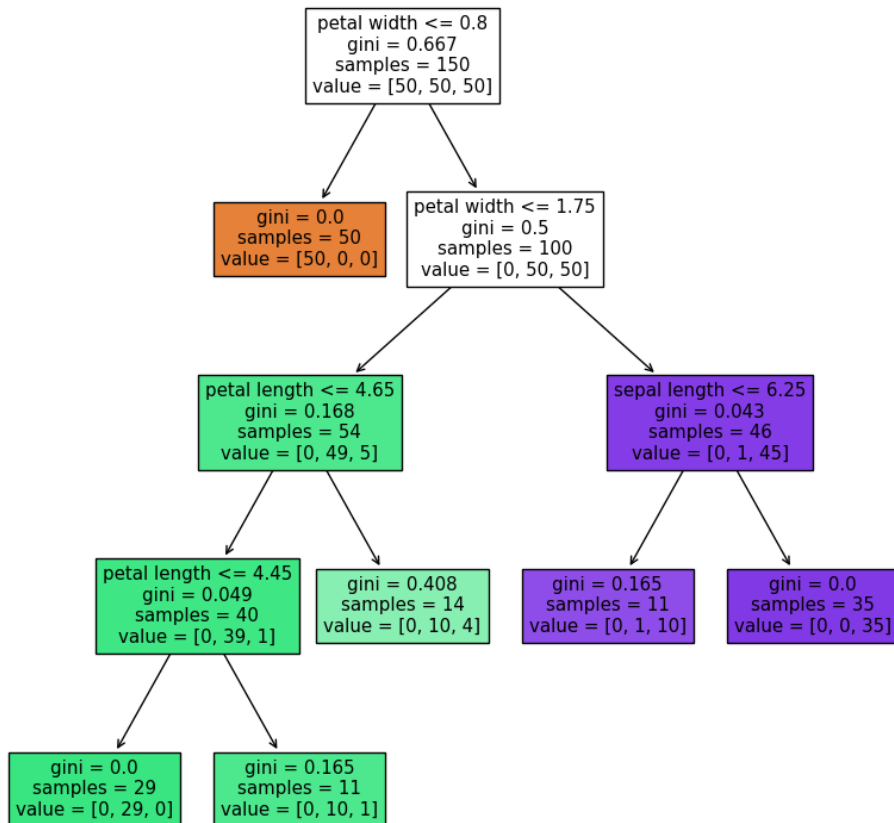 petal width <= 0.8
gini = 0.667
samples = 150
value = [50, 50, 50]
gini = 0.0
samples = 50
value = [50, 0, 0]
petal width <= 1.75
gini = 0.5
samples = 100
value = [0, 50, 50]
petal length <= 4.65
gini = 0.168
samples = 54
value = [0, 49, 5]
sepal length <= 6.25
gini = 0.043
samples = 46
value = [0, 1, 45]
petal length <= 4.45
gini = 0.049
samples = 40
value = [0, 39, 1]
gini = 0.408
samples = 14
value = [0, 10, 4]
gini = 0.165
samples = 11
value = [0, 1, 10]
gini = 0.0
samples = 35
value = [0, 0, 35]
gini = 0.0
samples = 29
value = [0, 29, 0]
gini = 0.165
samples = 11
value = [0, 10, 1]